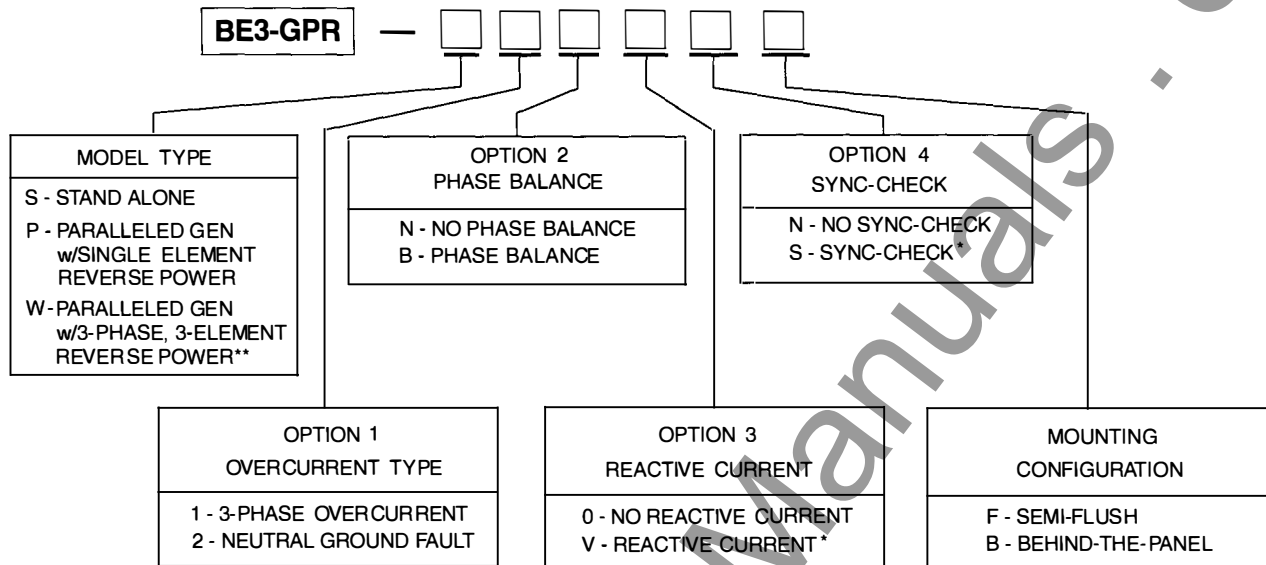 BE3-GPR —
MODEL TYPE
S - STAND ALONE
P - PARALLELED GEN
w/SINGLE ELEMENT
REVERSE POWER
W - PARALLELED GEN
w/3-PHASE, 3-ELEMENT
REVERSE POWER**
OPTION 2
PHASE BALANCE
N - NO PHASE BALANCE
B - PHASE BALANCE
OPTION 4
SYNC-CHECK
N - NO SYNC-CHECK
S - SYNC-CHECK*
OPTION 1
OVERCURRENT TYPE
1 - 3-PHASE OVERCURRENT
2 - NEUTRAL GROUND FAULT
OPTION 3
REACTIVE CURRENT
0 - NO REACTIVE CURRENT
V - REACTIVE CURRENT*
MOUNTING
CONFIGURATION
F - SEMI-FLUSH
B - BEHIND-THE-PANEL
Manuals .